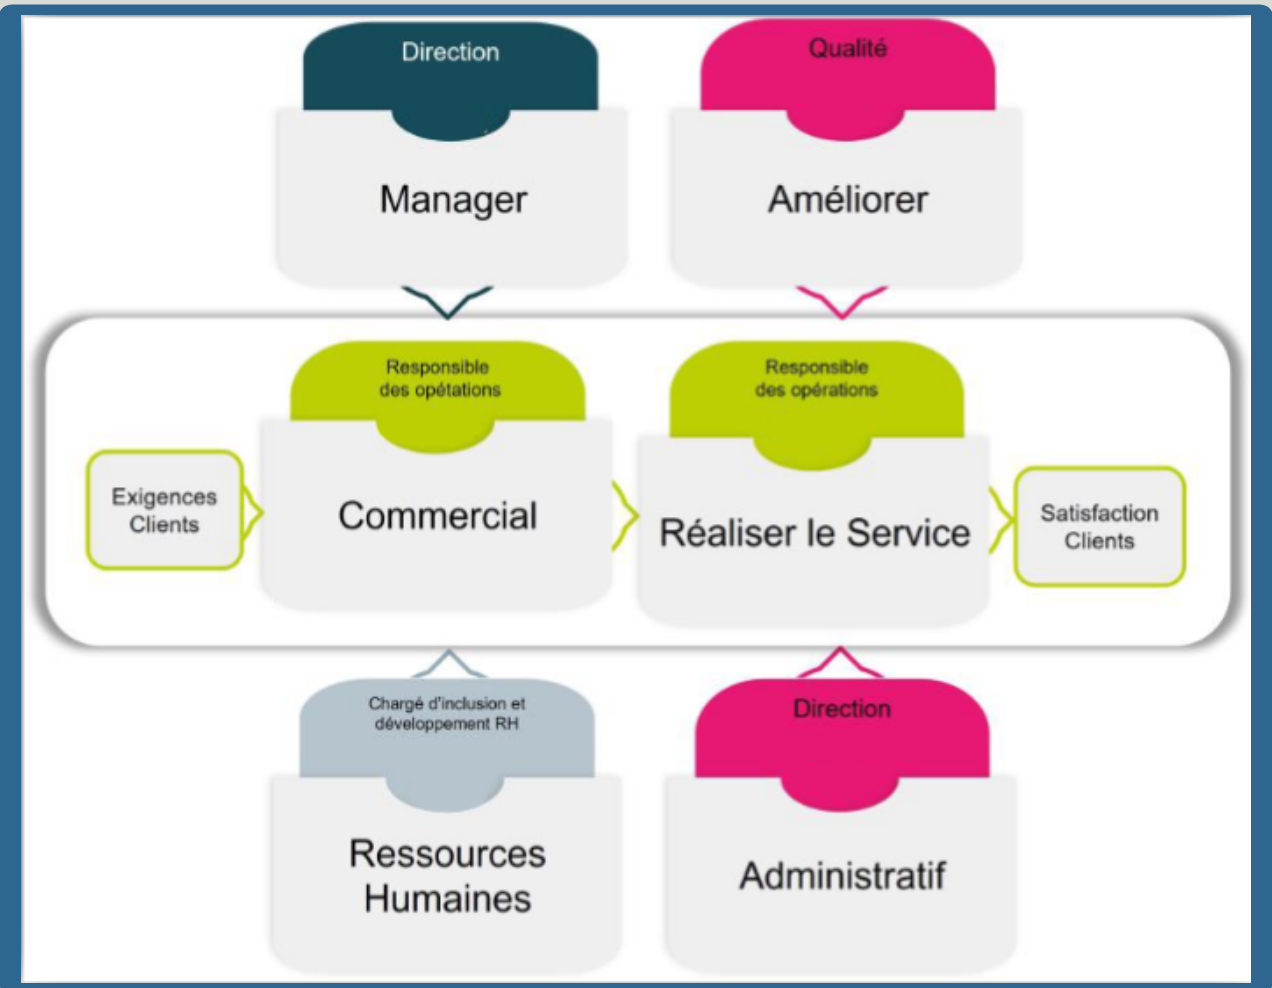 Direction
Qualité
Manager
Améliorer
Responsible
des opétations
Responsible
des opérations
Exigences
Clients
Commercial
Réaliser le Service
Satisfaction
Clients
Chargé d'inclusion et
développement RH
Direction
Ressources
Humaines
Administratif